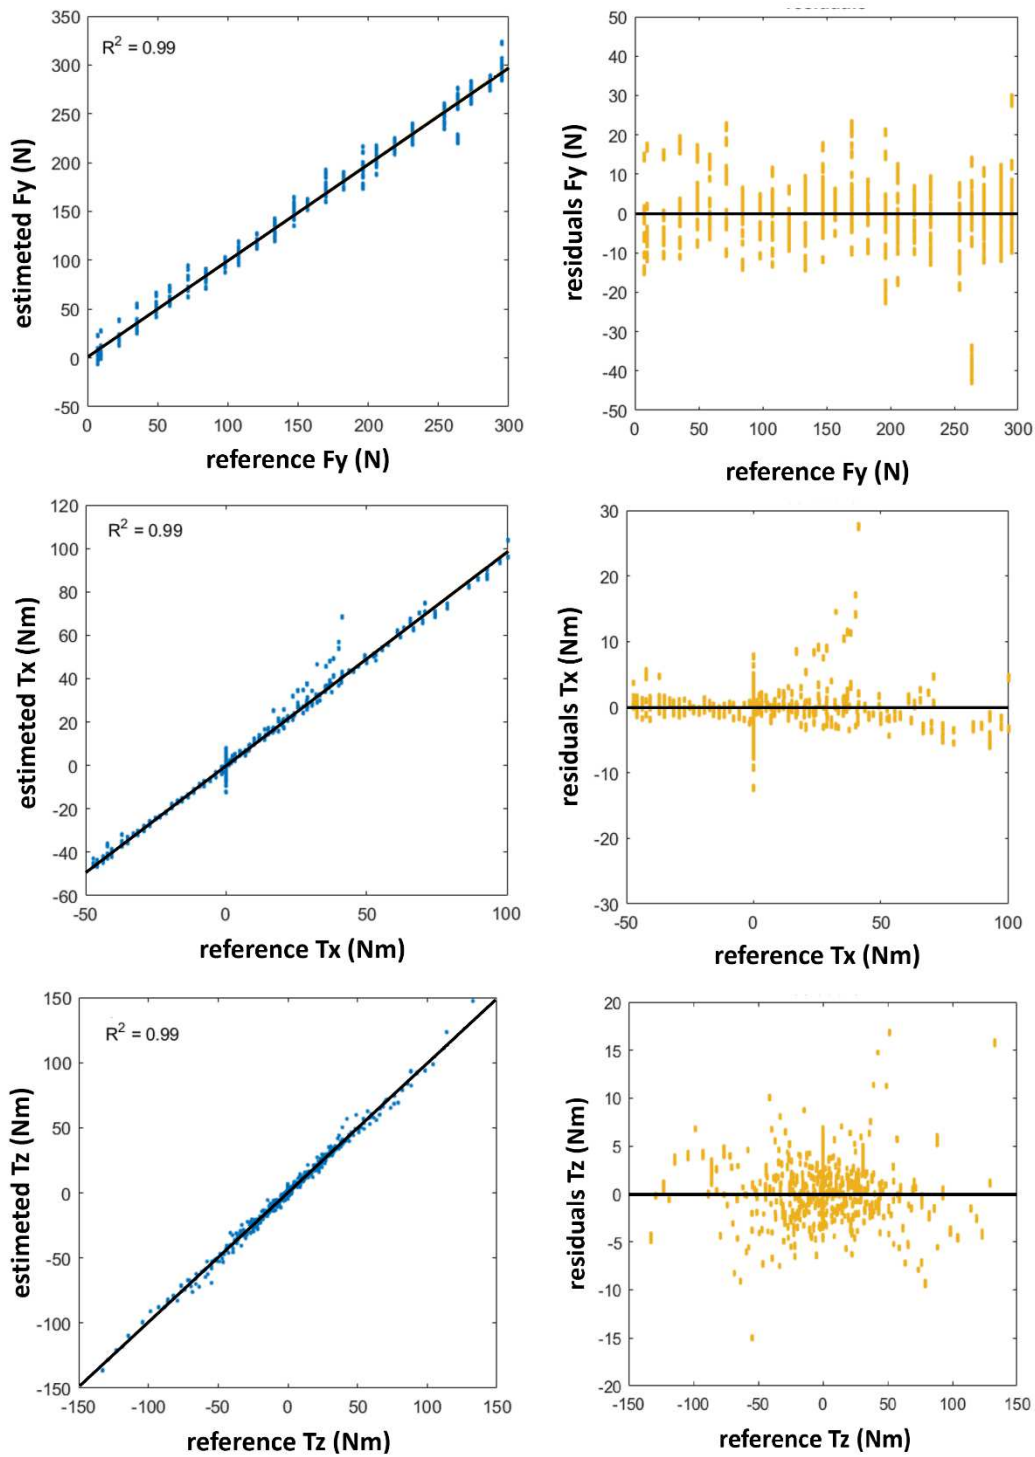 R² = 0.99
350
300
250
200
150
100
50
0
-50
0 50 100 150 200 250 300
estimeted Fy (N)
reference Fy (N)
50
40
30
20
10
0
-10
-20
-30
-40
-50
0 50 100 150 200 250 300
residuals Fy (N)
reference Fy (N)
R² = 0.99
120
100
80
60
40
20
0
-20
-40
-60
-50 0 50 100
estimeted Tx (Nm)
reference Tx (Nm)
30
20
10
0
-10
-20
-30
-50 0 50 100
residuals Tx (Nm)
reference Tx (Nm)
R² = 0.99
150
100
50
0
-50
-100
-150
-150 -100 -50 0 50 100 150
estimeted Tz (Nm)
reference Tz (Nm)
20
15
10
5
0
-5
-10
-15
-20
-150 -100 -50 0 50 100 150
residuals Tz (Nm)
reference Tz (Nm)